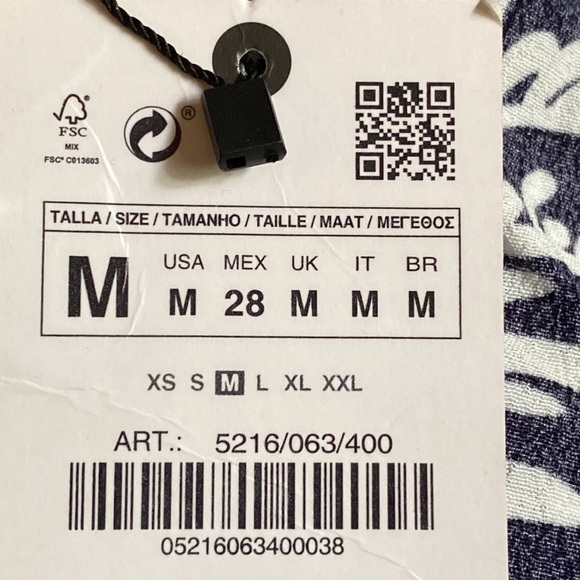 FSC
MIX
FSC® C013603
®
TALLA / SIZE / TAMANHO / TAILLE / MAAT / ΜΕΓΕΘΟΣ
M
USA MEX UK IT BR
M 28 M M M
XS S M L XL XXL
ART.: 5216/063/400
05216063400038